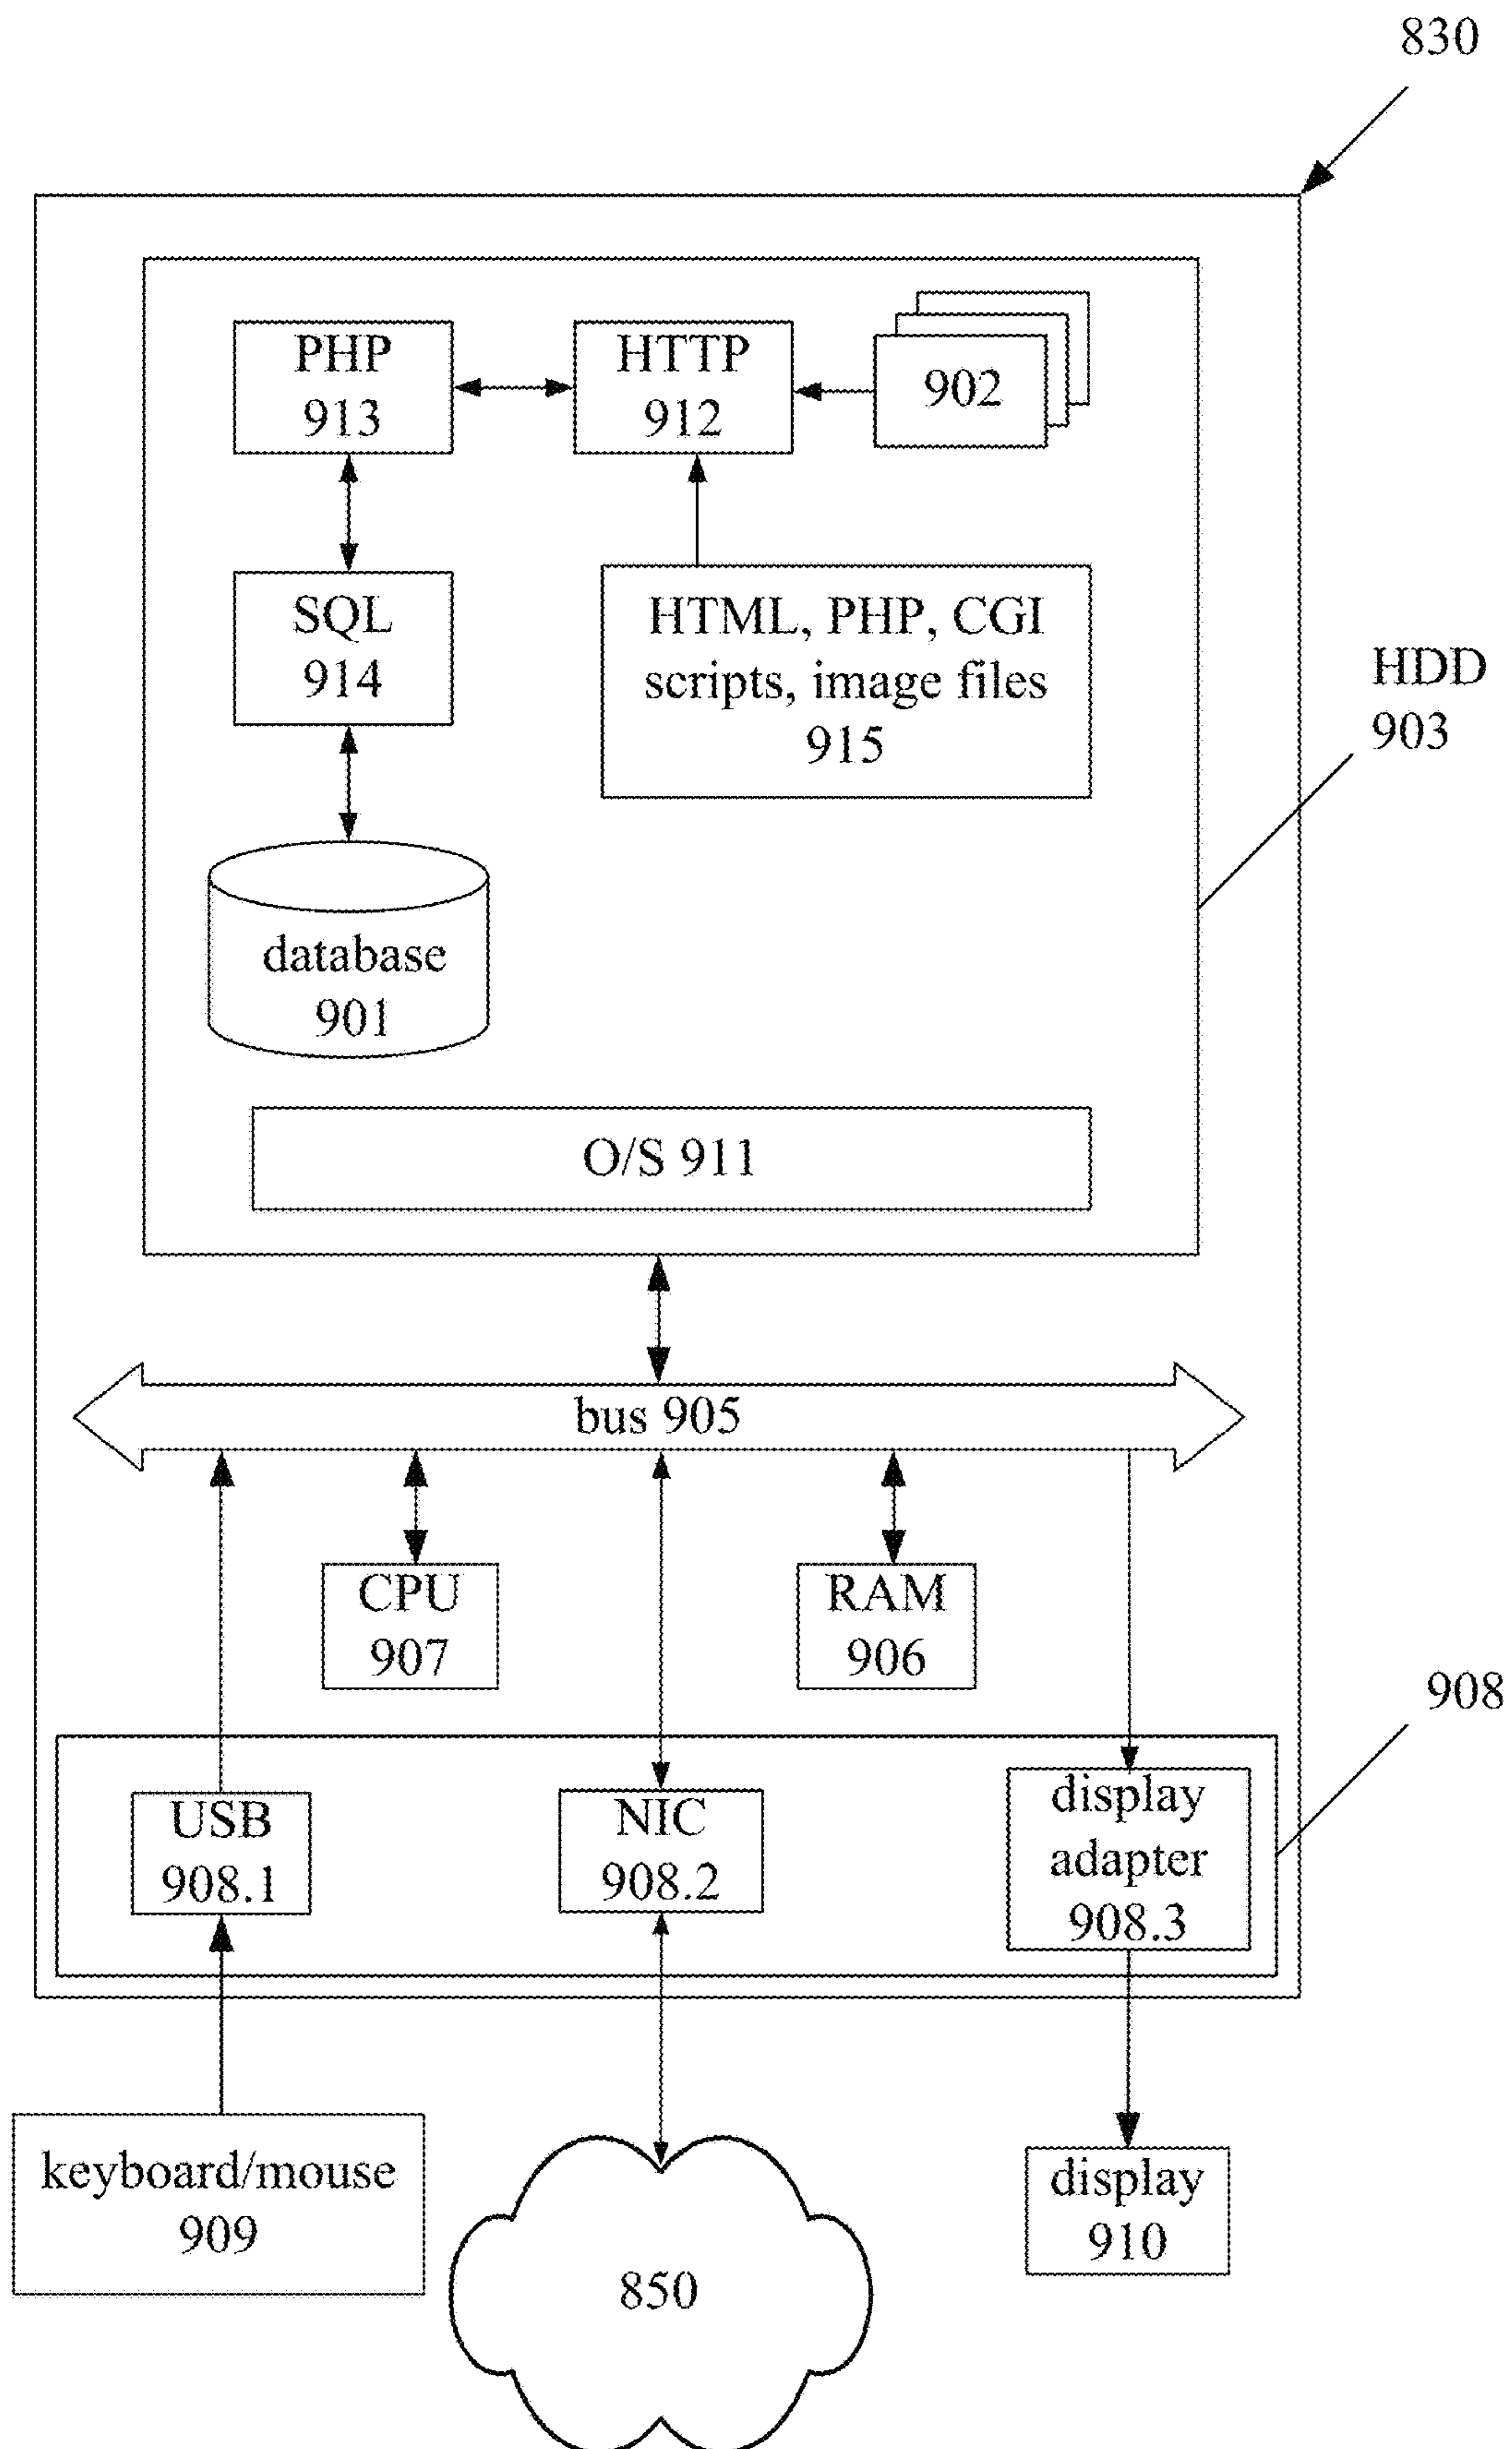 830
PHP
913
HTTP
912
902
SQL
914
HTML, PHP, CGI
scripts, image files
915
HDD
903
database
901
O/S 911
bus 905
CPU
907
RAM
906
908
USB
908.1
NIC
908.2
display
adapter
908.3
keyboard/mouse
909
850
display
910